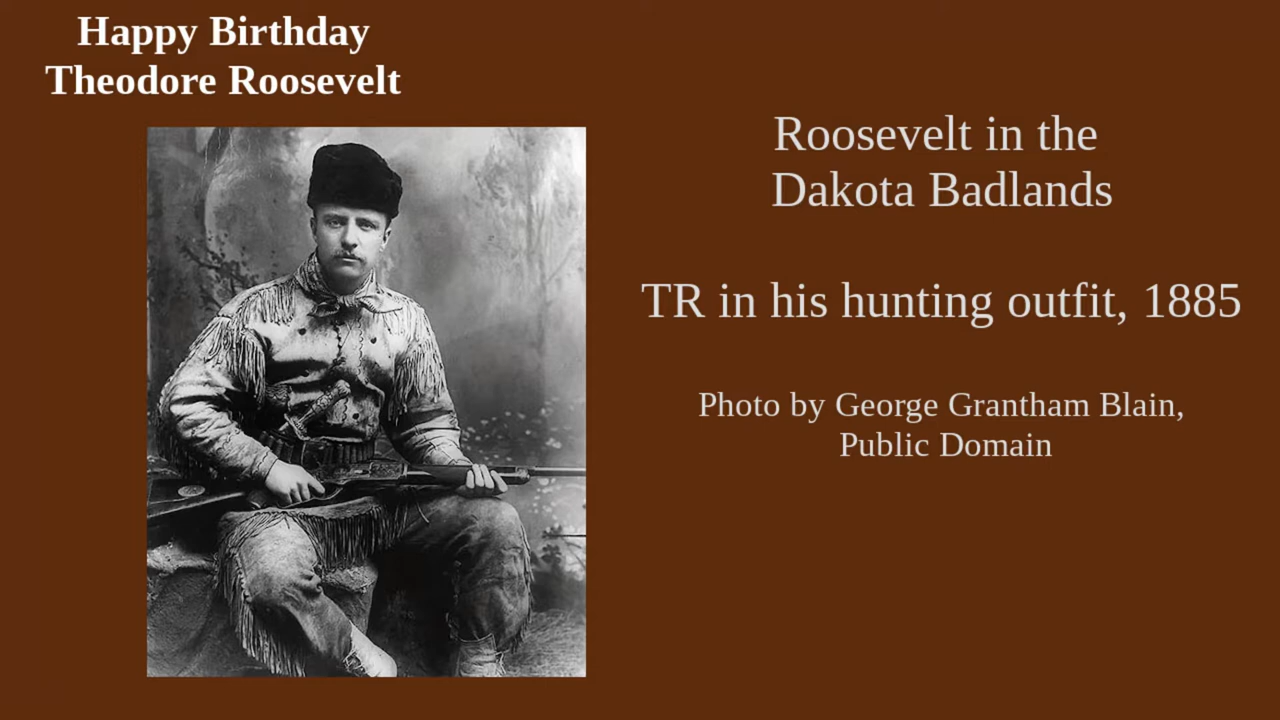 Happy Birthday
Theodore Roosevelt
Roosevelt in the
Dakota Badlands
TR in his hunting outfit, 1885
Photo by George Grantham Blain,
Public Domain